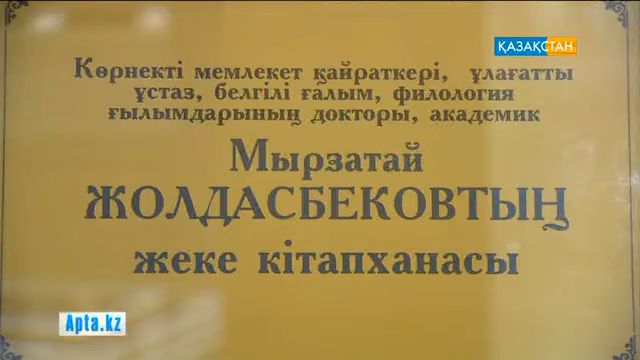 ҚАЗАҚСТАН
Көрнекті мемлекет қайраткері, ұлағатты
ұстаз, белгілі ғалым, филология
ғылымдарының докторы, академик
Мырзатай
ЖОЛДАСБЕКОВТЫҢ
жеке кітапханасы
Apta.kz